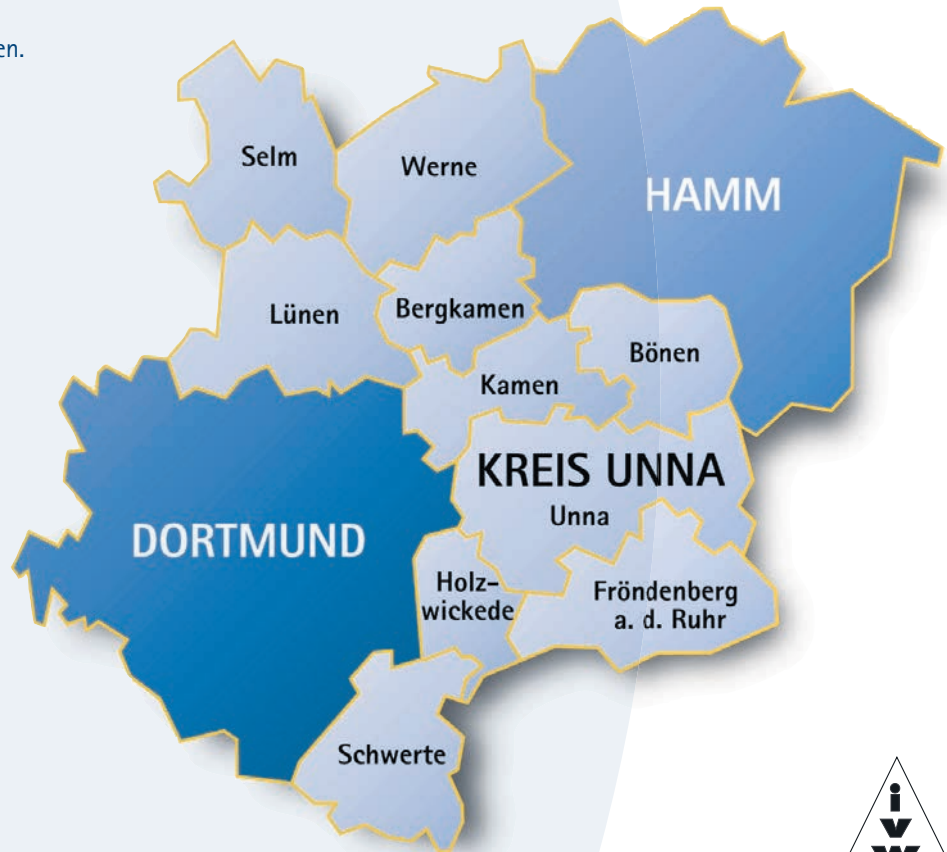 en.
Selm
Werne
HAMM
Lünen
Bergkamen
Bönen
Kamen
KREIS UNNA
Unna
DORTMUND
Holz-
wickede
Fröndenberg
a. d. Ruhr
Schwerte
i
v
w